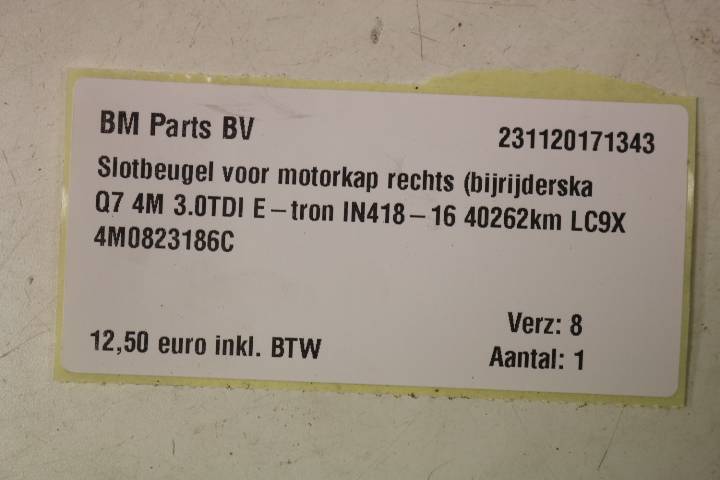 BM Parts BV 231120171343
Slotbeugel voor motorkap rechts (bijrijderska
Q7 4M 3.0TDI E-tron IN418-16 40262km LC9X
4M0823186C
Verz: 8
12,50 euro inkl. BTW Aantal: 1